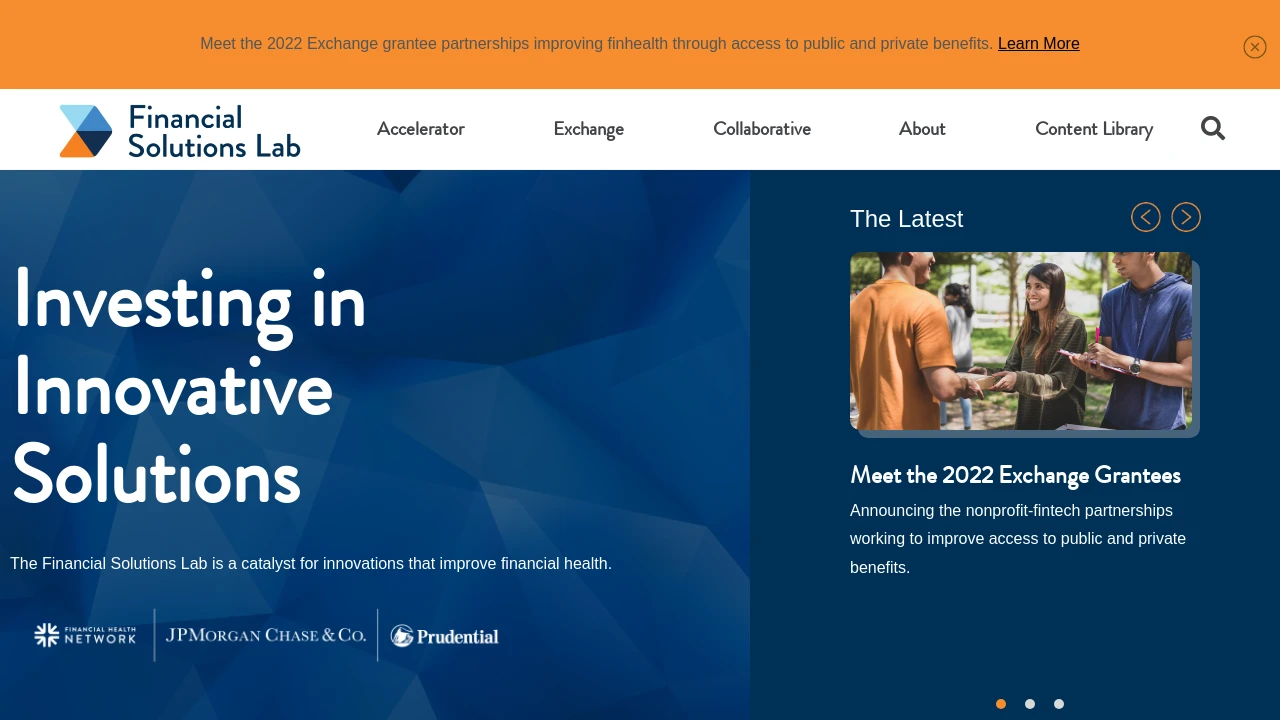 Meet the 2022 Exchange grantee partnerships improving finhealth through access to public and private benefits. Learn More
Financial
Solutions Lab
Accelerator
Exchange
Collaborative
About
Content Library
Investing in
Innovative
Solutions
The Financial Solutions Lab is a catalyst for innovations that improve financial health.
FINANCIAL HEALTH
NETWORK
JPMORGAN CHASE & CO.
Prudential
The Latest
Meet the 2022 Exchange Grantees
Announcing the nonprofit-fintech partnerships
working to improve access to public and private
benefits.